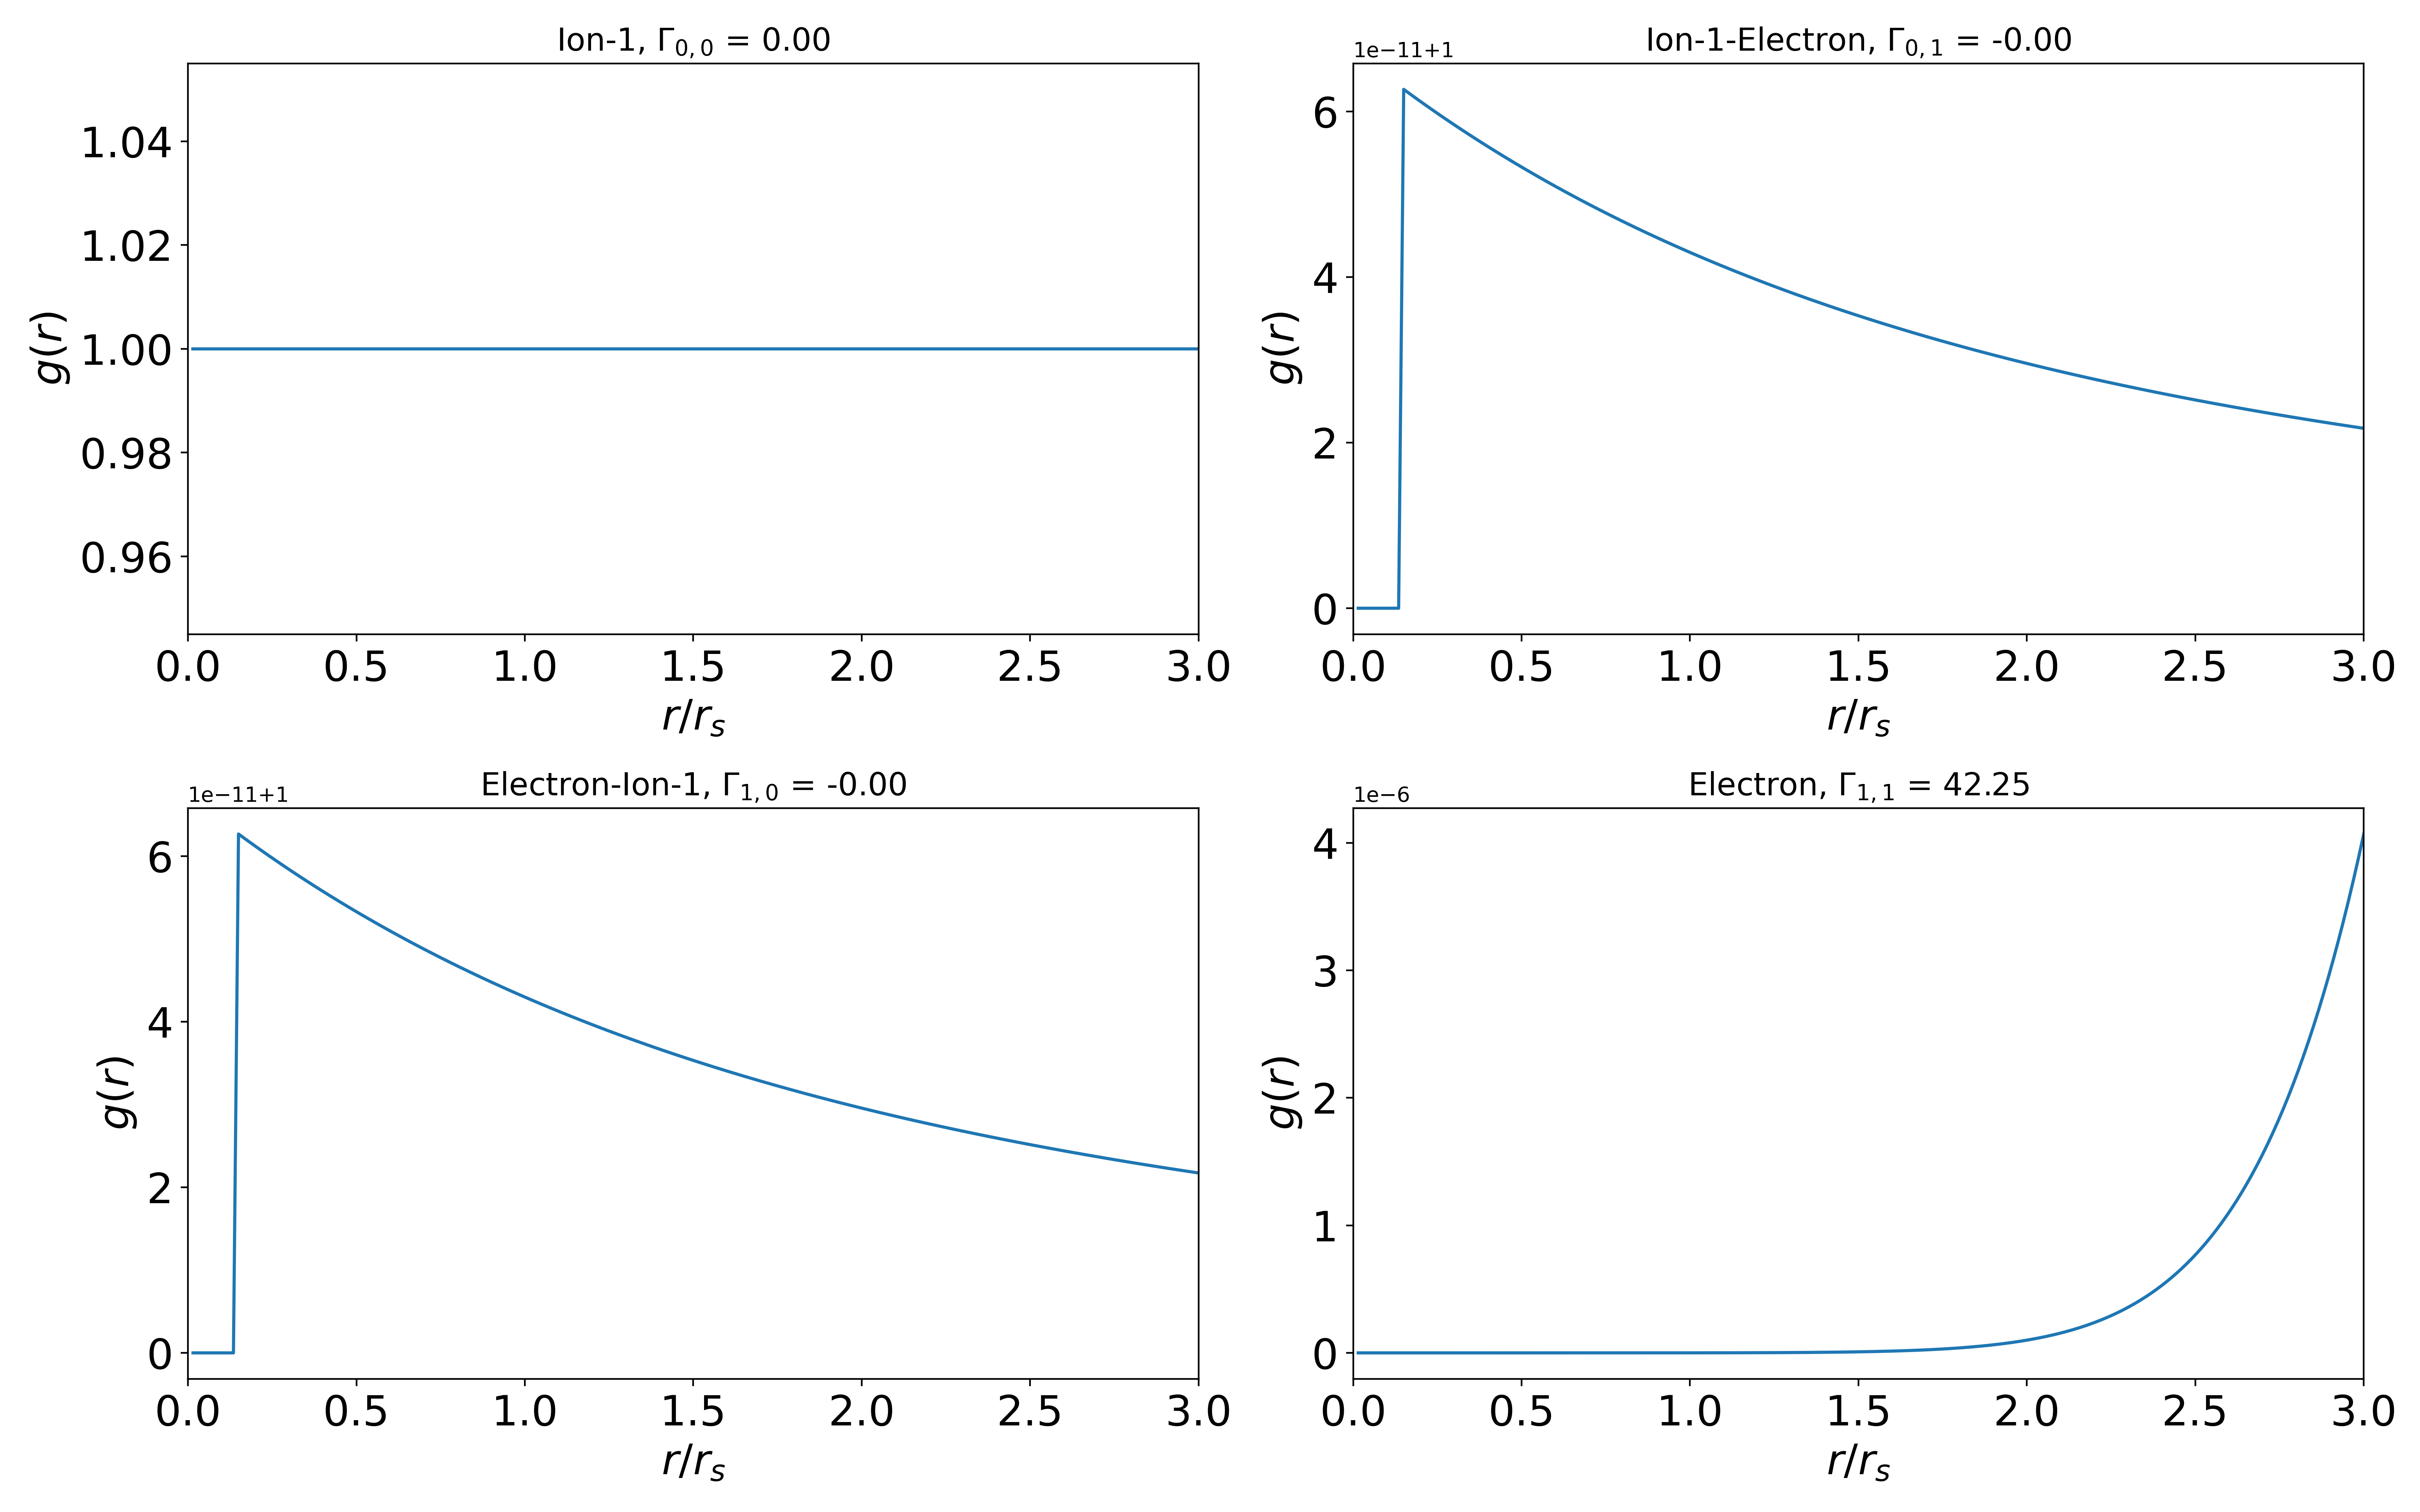 Ion-1, Γ0,0 = 0.00
g(r)
1.04
1.02
1.00
0.98
0.96
0.0 0.5 1.0 1.5 2.0 2.5 3.0
r/rs
Ion-1-Electron, Γ0,1 = -0.00
1e−11+1
g(r)
6
4
2
0
0.0 0.5 1.0 1.5 2.0 2.5 3.0
r/rs
Electron-Ion-1, Γ1,0 = -0.00
1e−11+1
g(r)
6
4
2
0
0.0 0.5 1.0 1.5 2.0 2.5 3.0
r/rs
Electron, Γ1,1 = 42.25
1e−6
g(r)
4
3
2
1
0
0.0 0.5 1.0 1.5 2.0 2.5 3.0
r/rs